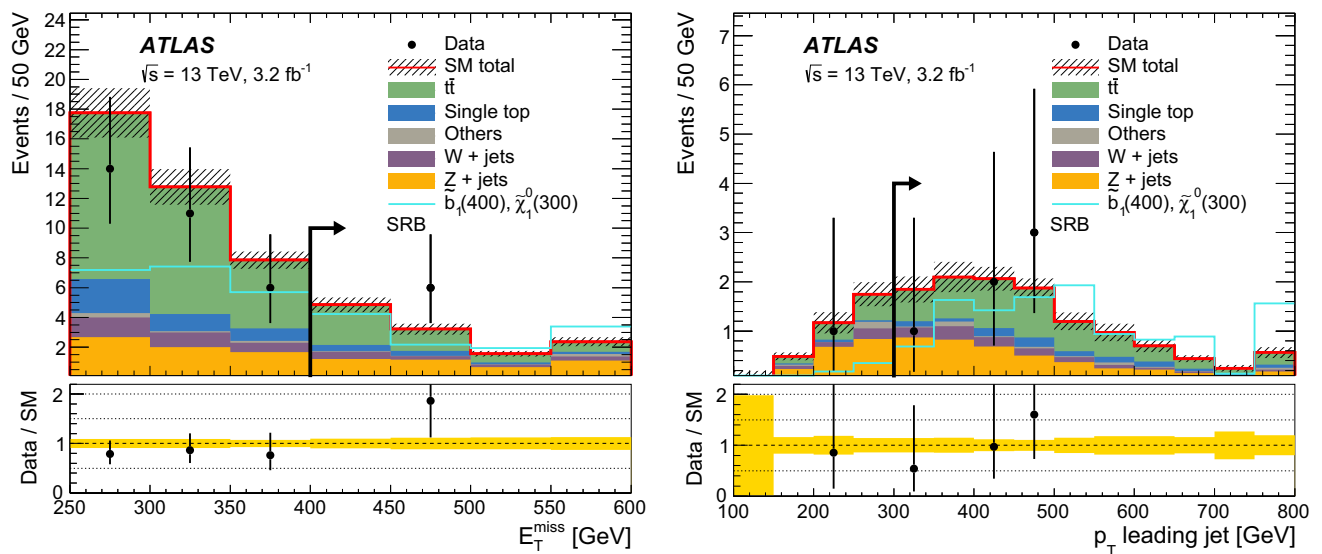 Events / 50 GeV
24
22
20
18
16
14
12
10
8
6
4
2
ATLAS
√s = 13 TeV, 3.2 fb⁻¹
Data
SM total
tt̄
Single top
Others
W + jets
Z + jets
b̃₁(400), χ̃₁⁰(300)
SRB
Data / SM
2
1
0
250 300 350 400 450 500 550 600
E_T^miss [GeV]
Events / 50 GeV
7
6
5
4
3
2
1
ATLAS
√s = 13 TeV, 3.2 fb⁻¹
Data
SM total
tt̄
Single top
Others
W + jets
Z + jets
b̃₁(400), χ̃₁⁰(300)
SRB
Data / SM
2
1
0
100 200 300 400 500 600 700 800
p_T leading jet [GeV]